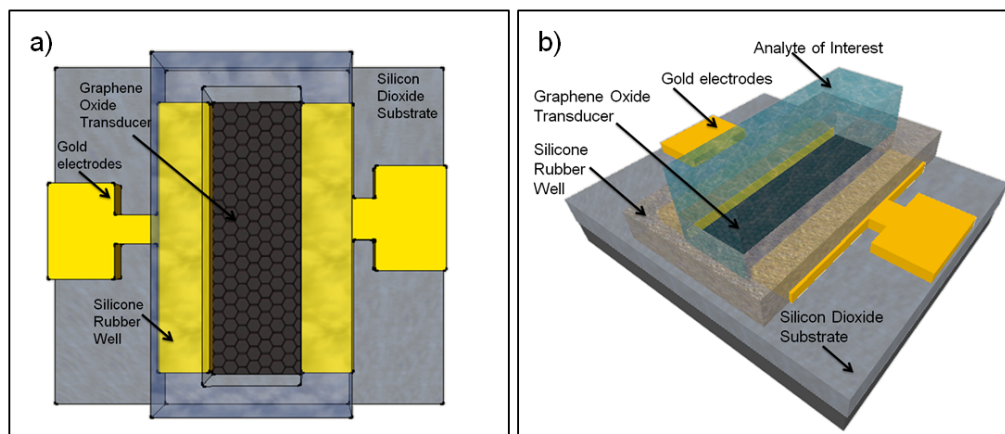 a)
Graphene
Oxide
Transducer
Silicon
Dioxide
Substrate
Gold
electrodes
Silicone
Rubber
Well
b)
Analyte of Interest
Gold electrodes
Graphene Oxide
Transducer
Silicone
Rubber
Well
Silicon Dioxide
Substrate